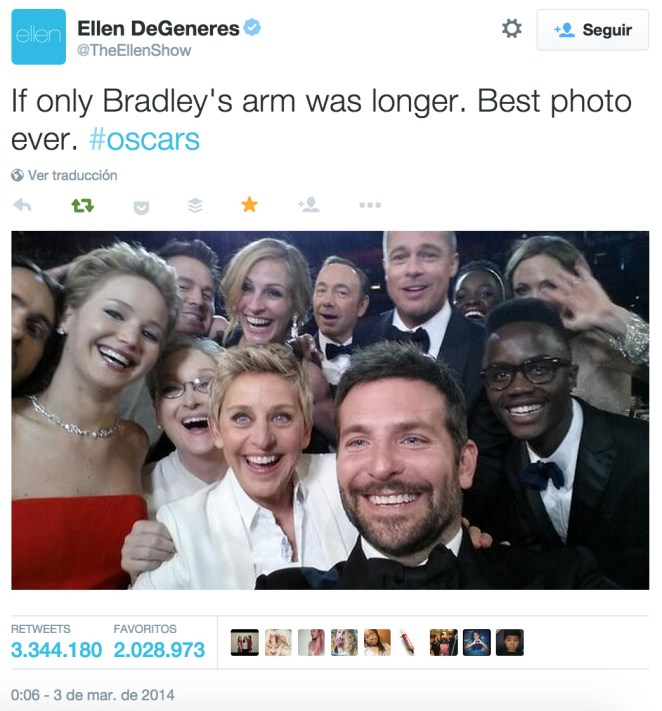 ellen
Ellen DeGeneres
@TheEllenShow
Seguir
If only Bradley's arm was longer. Best photo
ever. #oscars
Ver traducción
RETWEETS FAVORITOS
3.344.180 2.028.973
0:06 - 3 de mar. de 2014